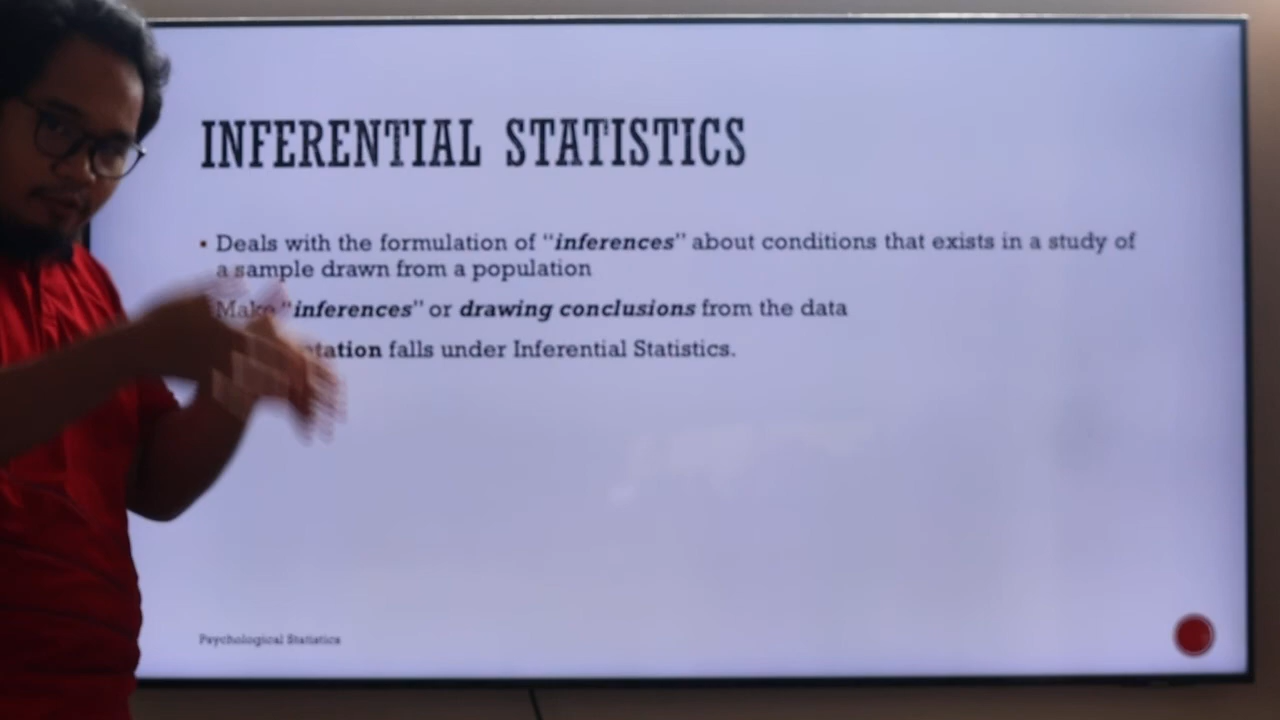 INFERENTIAL STATISTICS
▪ Deals with the formulation of “inferences” about conditions that exists in a study of
a sample drawn from a population
Make “inferences” or drawing conclusions from the data
falls under Inferential Statistics.
Psychological Statistics